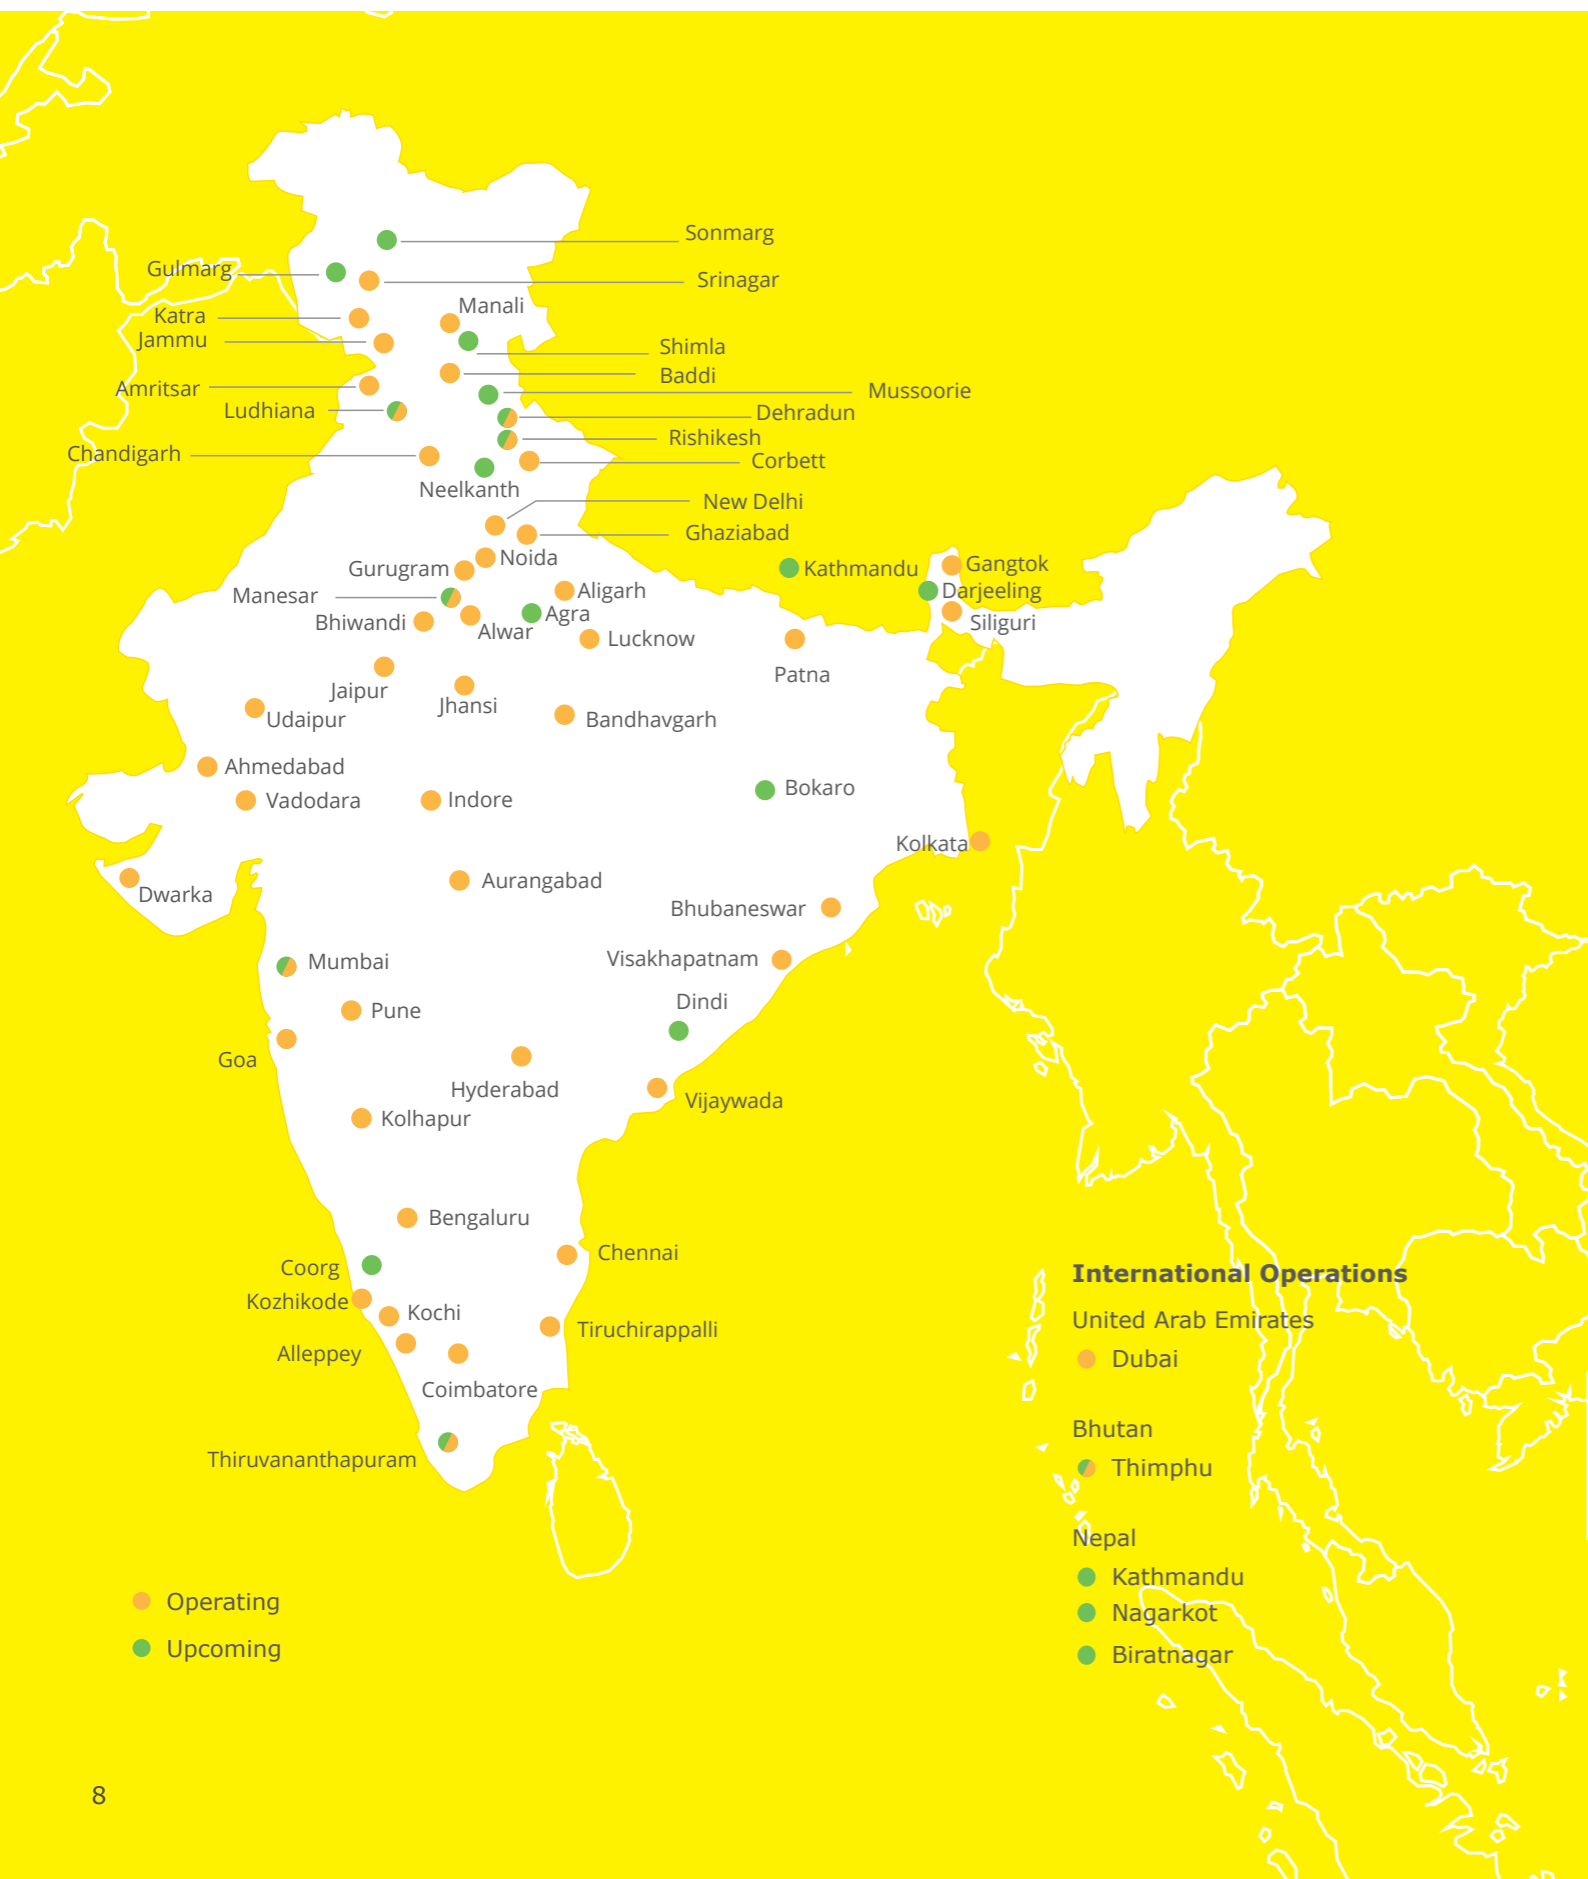 Sonmarg
Gulmarg
Srinagar
Manali
Katra
Jammu
Shimla
Baddi
Amritsar
Mussoorie
Ludhiana
Dehradun
Rishikesh
Chandigarh
Corbett
Neelkanth
New Delhi
Ghaziabad
Noida
Gurugram
Kathmandu
Gangtok
Manesar
Aligarh
Darjeeling
Bhiwandi
Agra
Alwar
Siliguri
Lucknow
Patna
Jaipur
Jhansi
Udaipur
Bandhavgarh
Ahmedabad
Vadodara
Indore
Bokaro
Kolkata
Dwarka
Aurangabad
Bhubaneswar
Mumbai
Visakhapatnam
Dindi
Pune
Goa
Hyderabad
Vijaywada
Kolhapur
Bengaluru
Chennai
Coorg
Kozhikode
Kochi
Tiruchirappalli
Alleppey
Coimbatore
Thiruvananthapuram
International Operations
United Arab Emirates
Dubai
Bhutan
Thimphu
Nepal
Kathmandu
Nagarkot
Biratnagar
Operating
Upcoming
8